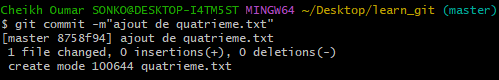 Cheikh Oumar SONKO@DESKTOP-I4TM5ST MINGW64 ~/Desktop/learn_git (master)
$ git commit -m"ajout de quatrieme.txt"
[master 8758f94] ajout de quatrieme.txt
 1 file changed, 0 insertions(+), 0 deletions(-)
 create mode 100644 quatrieme.txt